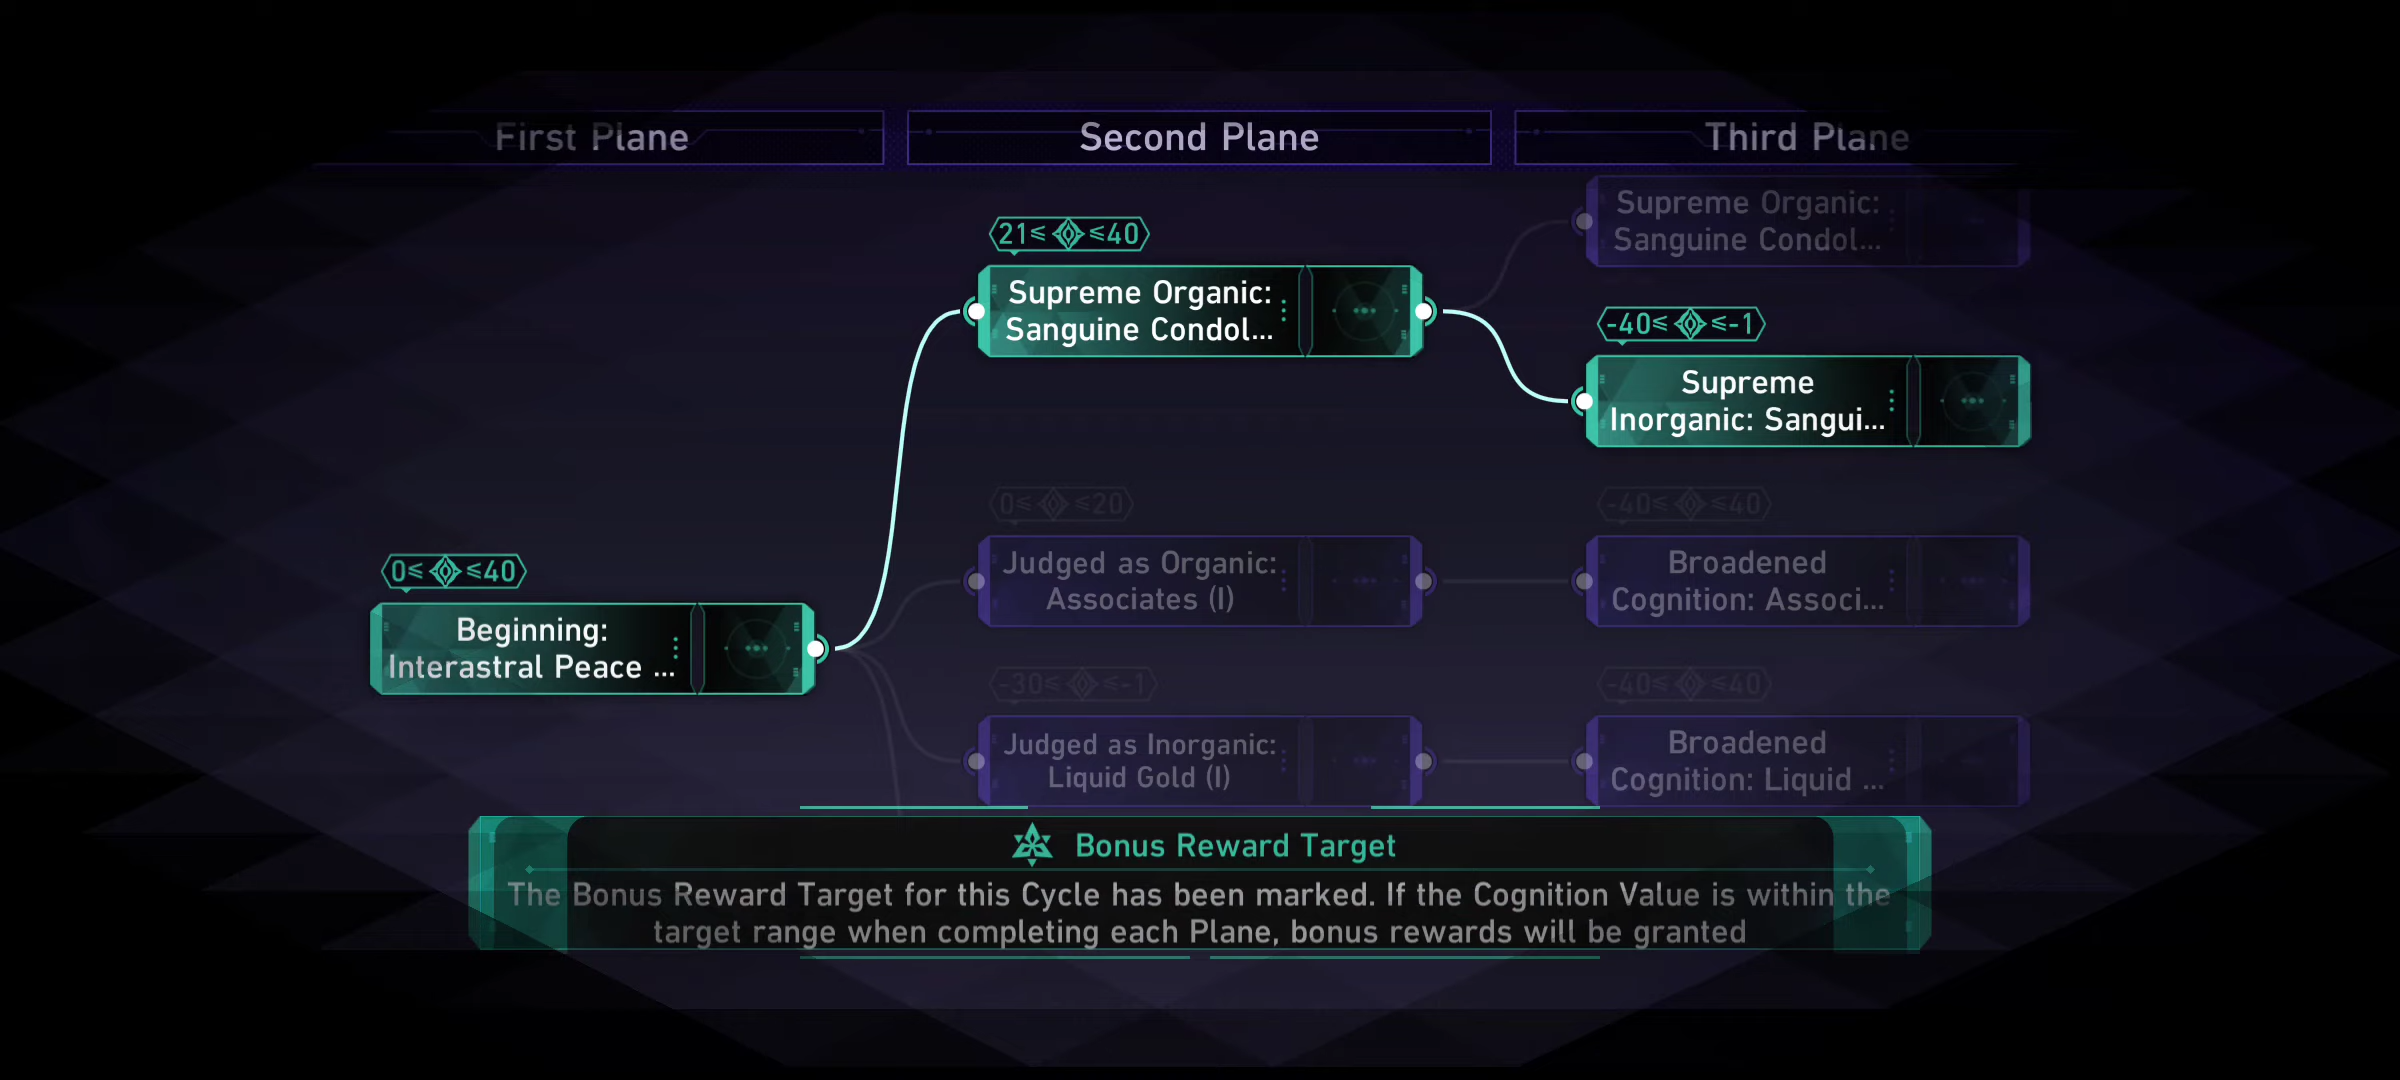 First Plane
Second Plane
Third Plane
Supreme Organic:
Sanguine Condol...
21≤ ≤40
Supreme Organic:
Sanguine Condol...
-40≤ ≤-1
Supreme
Inorganic: Sangui...
0≤ ≤20
Judged as Organic:
Associates (I)
-40≤ ≤40
Broadened
Cognition: Associ...
0≤ ≤40
Beginning:
Interastral Peace ...
-30≤ ≤-1
Judged as Inorganic:
Liquid Gold (I)
-40≤ ≤40
Broadened
Cognition: Liquid ...
Bonus Reward Target
The Bonus Reward Target for this Cycle has been marked. If the Cognition Value is within the
target range when completing each Plane, bonus rewards will be granted